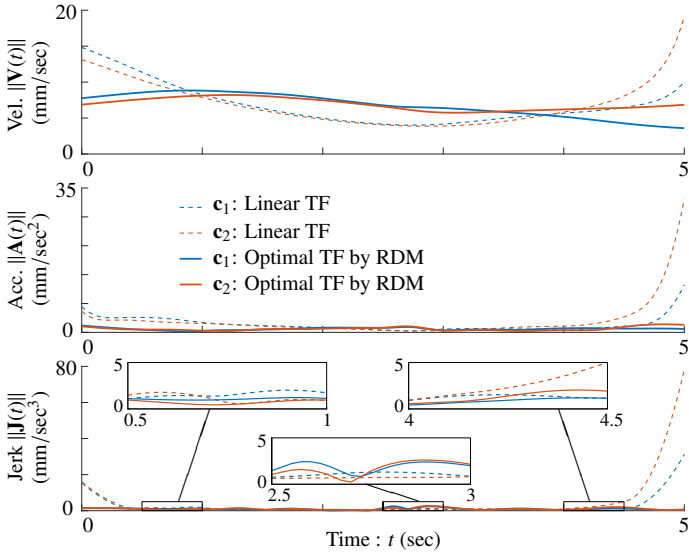 20
Vel. ||V(t)||
(mm/sec)
0
0
5
35
c1: Linear TF
c2: Linear TF
c1: Optimal TF by RDM
c2: Optimal TF by RDM
Acc. ||A(t)||
(mm/sec²)
0
0
5
80
5
0
0.5
1
5
0
4
4.5
5
0
2.5
3
Jerk ||J(t)||
(mm/sec³)
0
0
5
Time : t (sec)